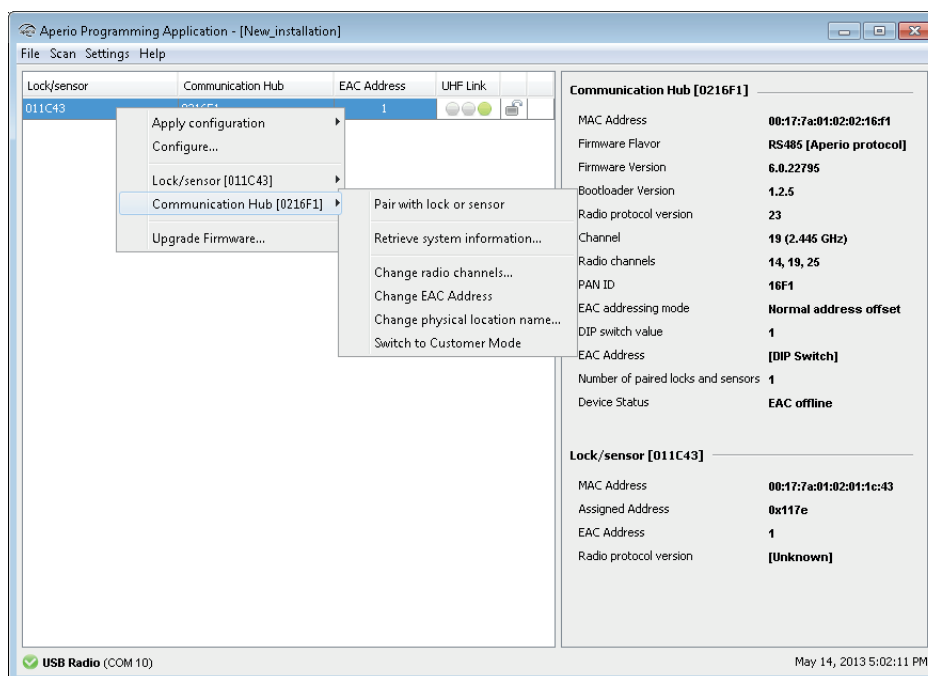 Aperio Programming Application - [New_installation]
File Scan Settings Help
Lock/sensor Communication Hub EAC Address UHF Link
011C43 0216F1 1
Apply configuration
Configure...
Lock/sensor [011C43]
Communication Hub [0216F1]
Upgrade Firmware...
Pair with lock or sensor
Retrieve system information...
Change radio channels...
Change EAC Address
Change physical location name...
Switch to Customer Mode
Communication Hub [0216F1]
MAC Address 00:17:7a:01:02:02:16:f1
Firmware Flavor RS485 [Aperio protocol]
Firmware Version 6.0.22795
Bootloader Version 1.2.5
Radio protocol version 23
Channel 19 (2.445 GHz)
Radio channels 14, 19, 25
PAN ID 16F1
EAC addressing mode Normal address offset
DIP switch value 1
EAC Address [DIP Switch]
Number of paired locks and sensors 1
Device Status EAC offline
Lock/sensor [011C43]
MAC Address 00:17:7a:01:02:01:1c:43
Assigned Address 0x117e
EAC Address 1
Radio protocol version [Unknown]
USB Radio (COM 10) May 14, 2013 5:02:11 PM